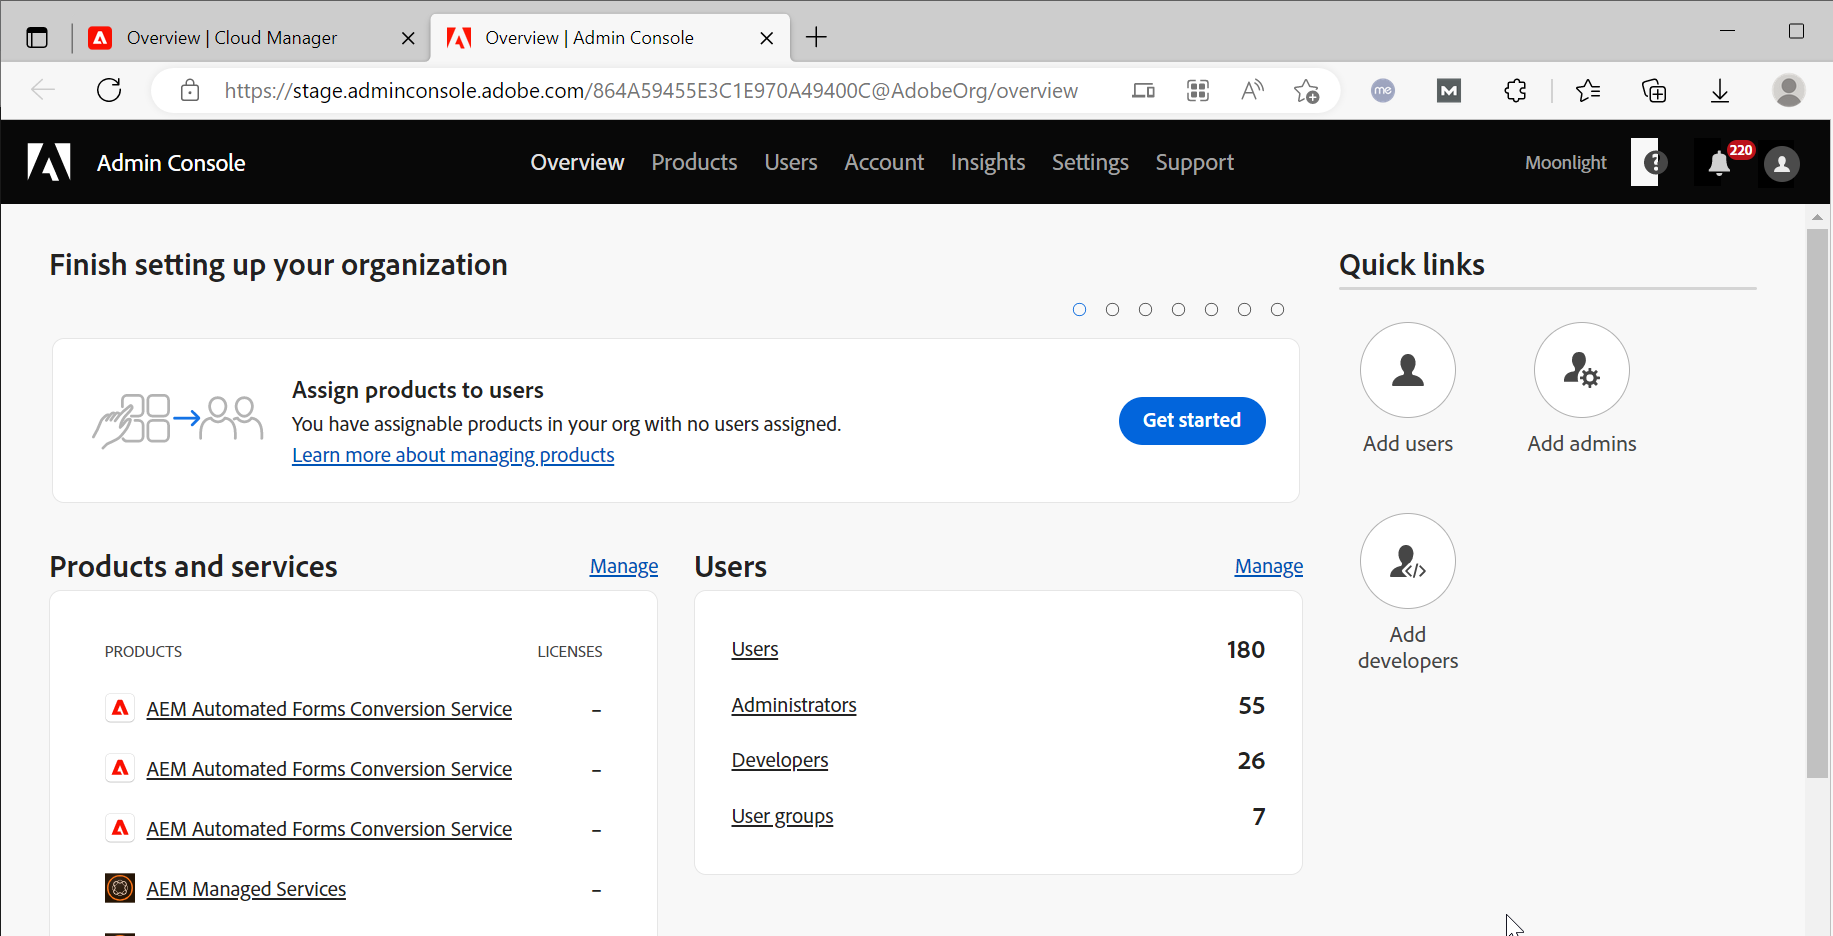 Overview | Cloud Manager
Overview | Admin Console
https://stage.adminconsole.adobe.com/864A59455E3C1E970A49400C@AdobeOrg/overview
me
M
Admin Console
Overview
Products
Users
Account
Insights
Settings
Support
Moonlight
?
220
Finish setting up your organization
Assign products to users
You have assignable products in your org with no users assigned.
Learn more about managing products
Get started
Quick links
Add users
Add admins
Add
developers
Products and services
Manage
PRODUCTS
LICENSES
AEM Automated Forms Conversion Service –
AEM Automated Forms Conversion Service –
AEM Automated Forms Conversion Service –
AEM Managed Services –
Users
Manage
Users 180
Administrators 55
Developers 26
User groups 7